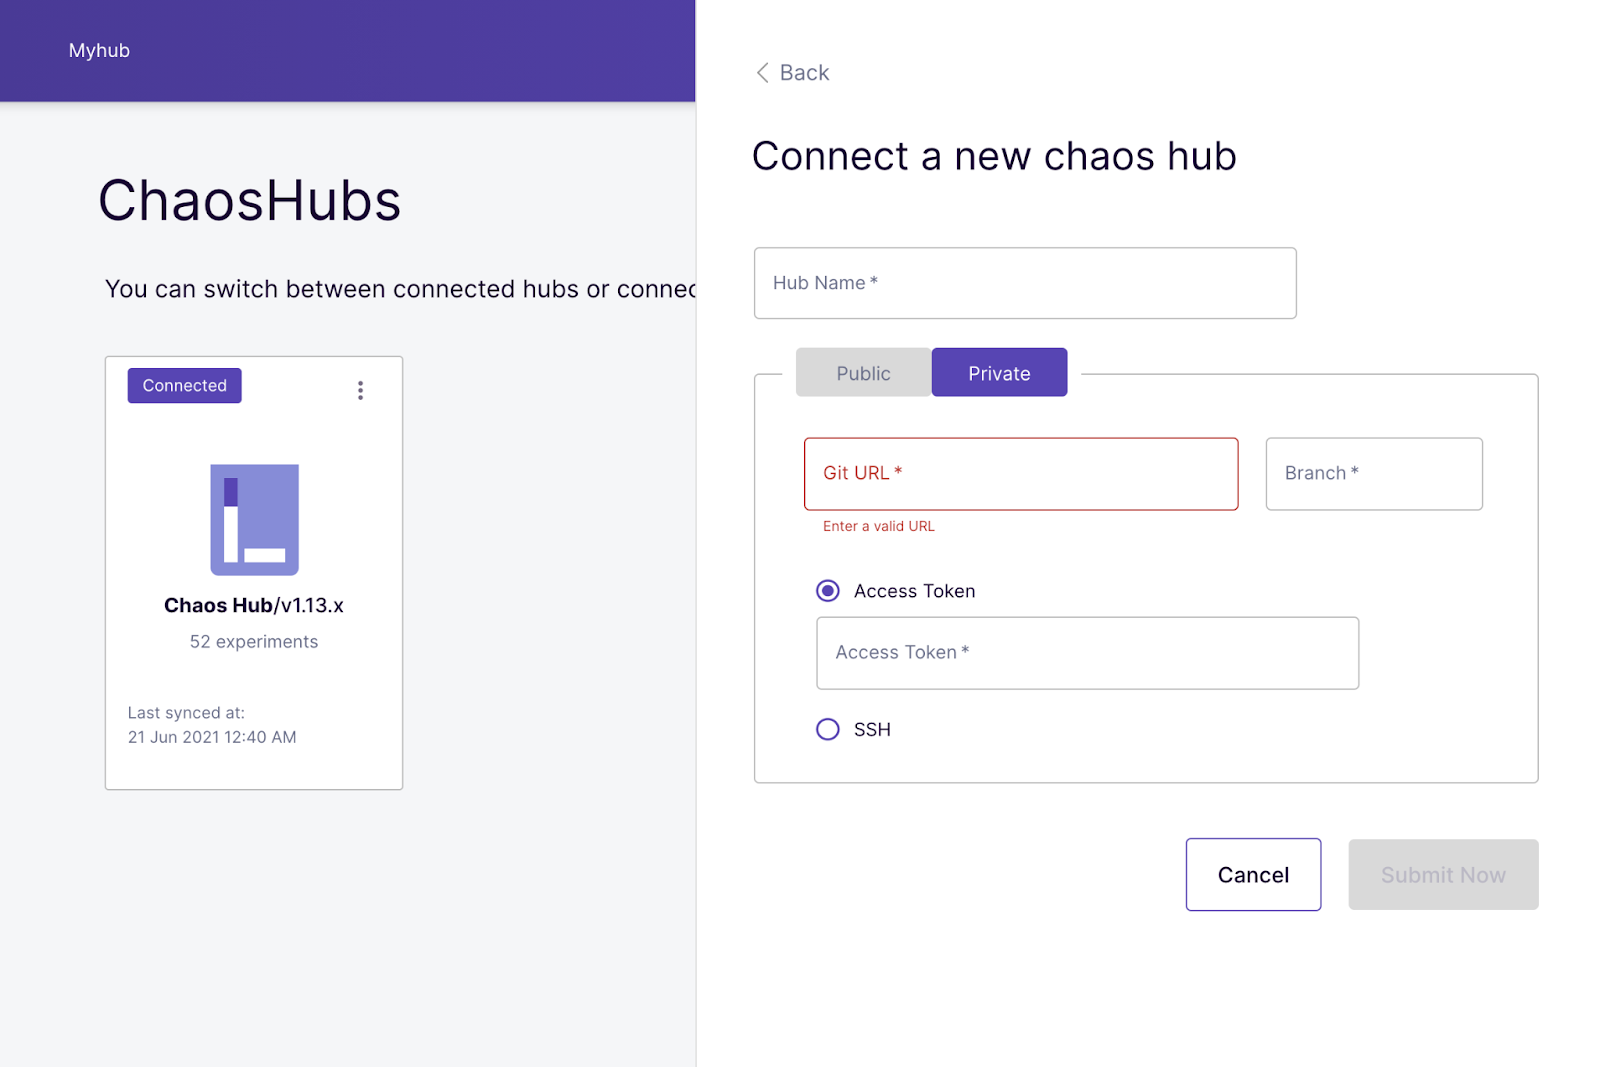 Myhub
ChaosHubs
You can switch between connected hubs or connec
Connected
Chaos Hub/v1.13.x
52 experiments
Last synced at:
21 Jun 2021 12:40 AM
Back
Connect a new chaos hub
Hub Name *
Public
Private
Git URL *
Branch *
Enter a valid URL
Access Token
Access Token *
SSH
Cancel
Submit Now